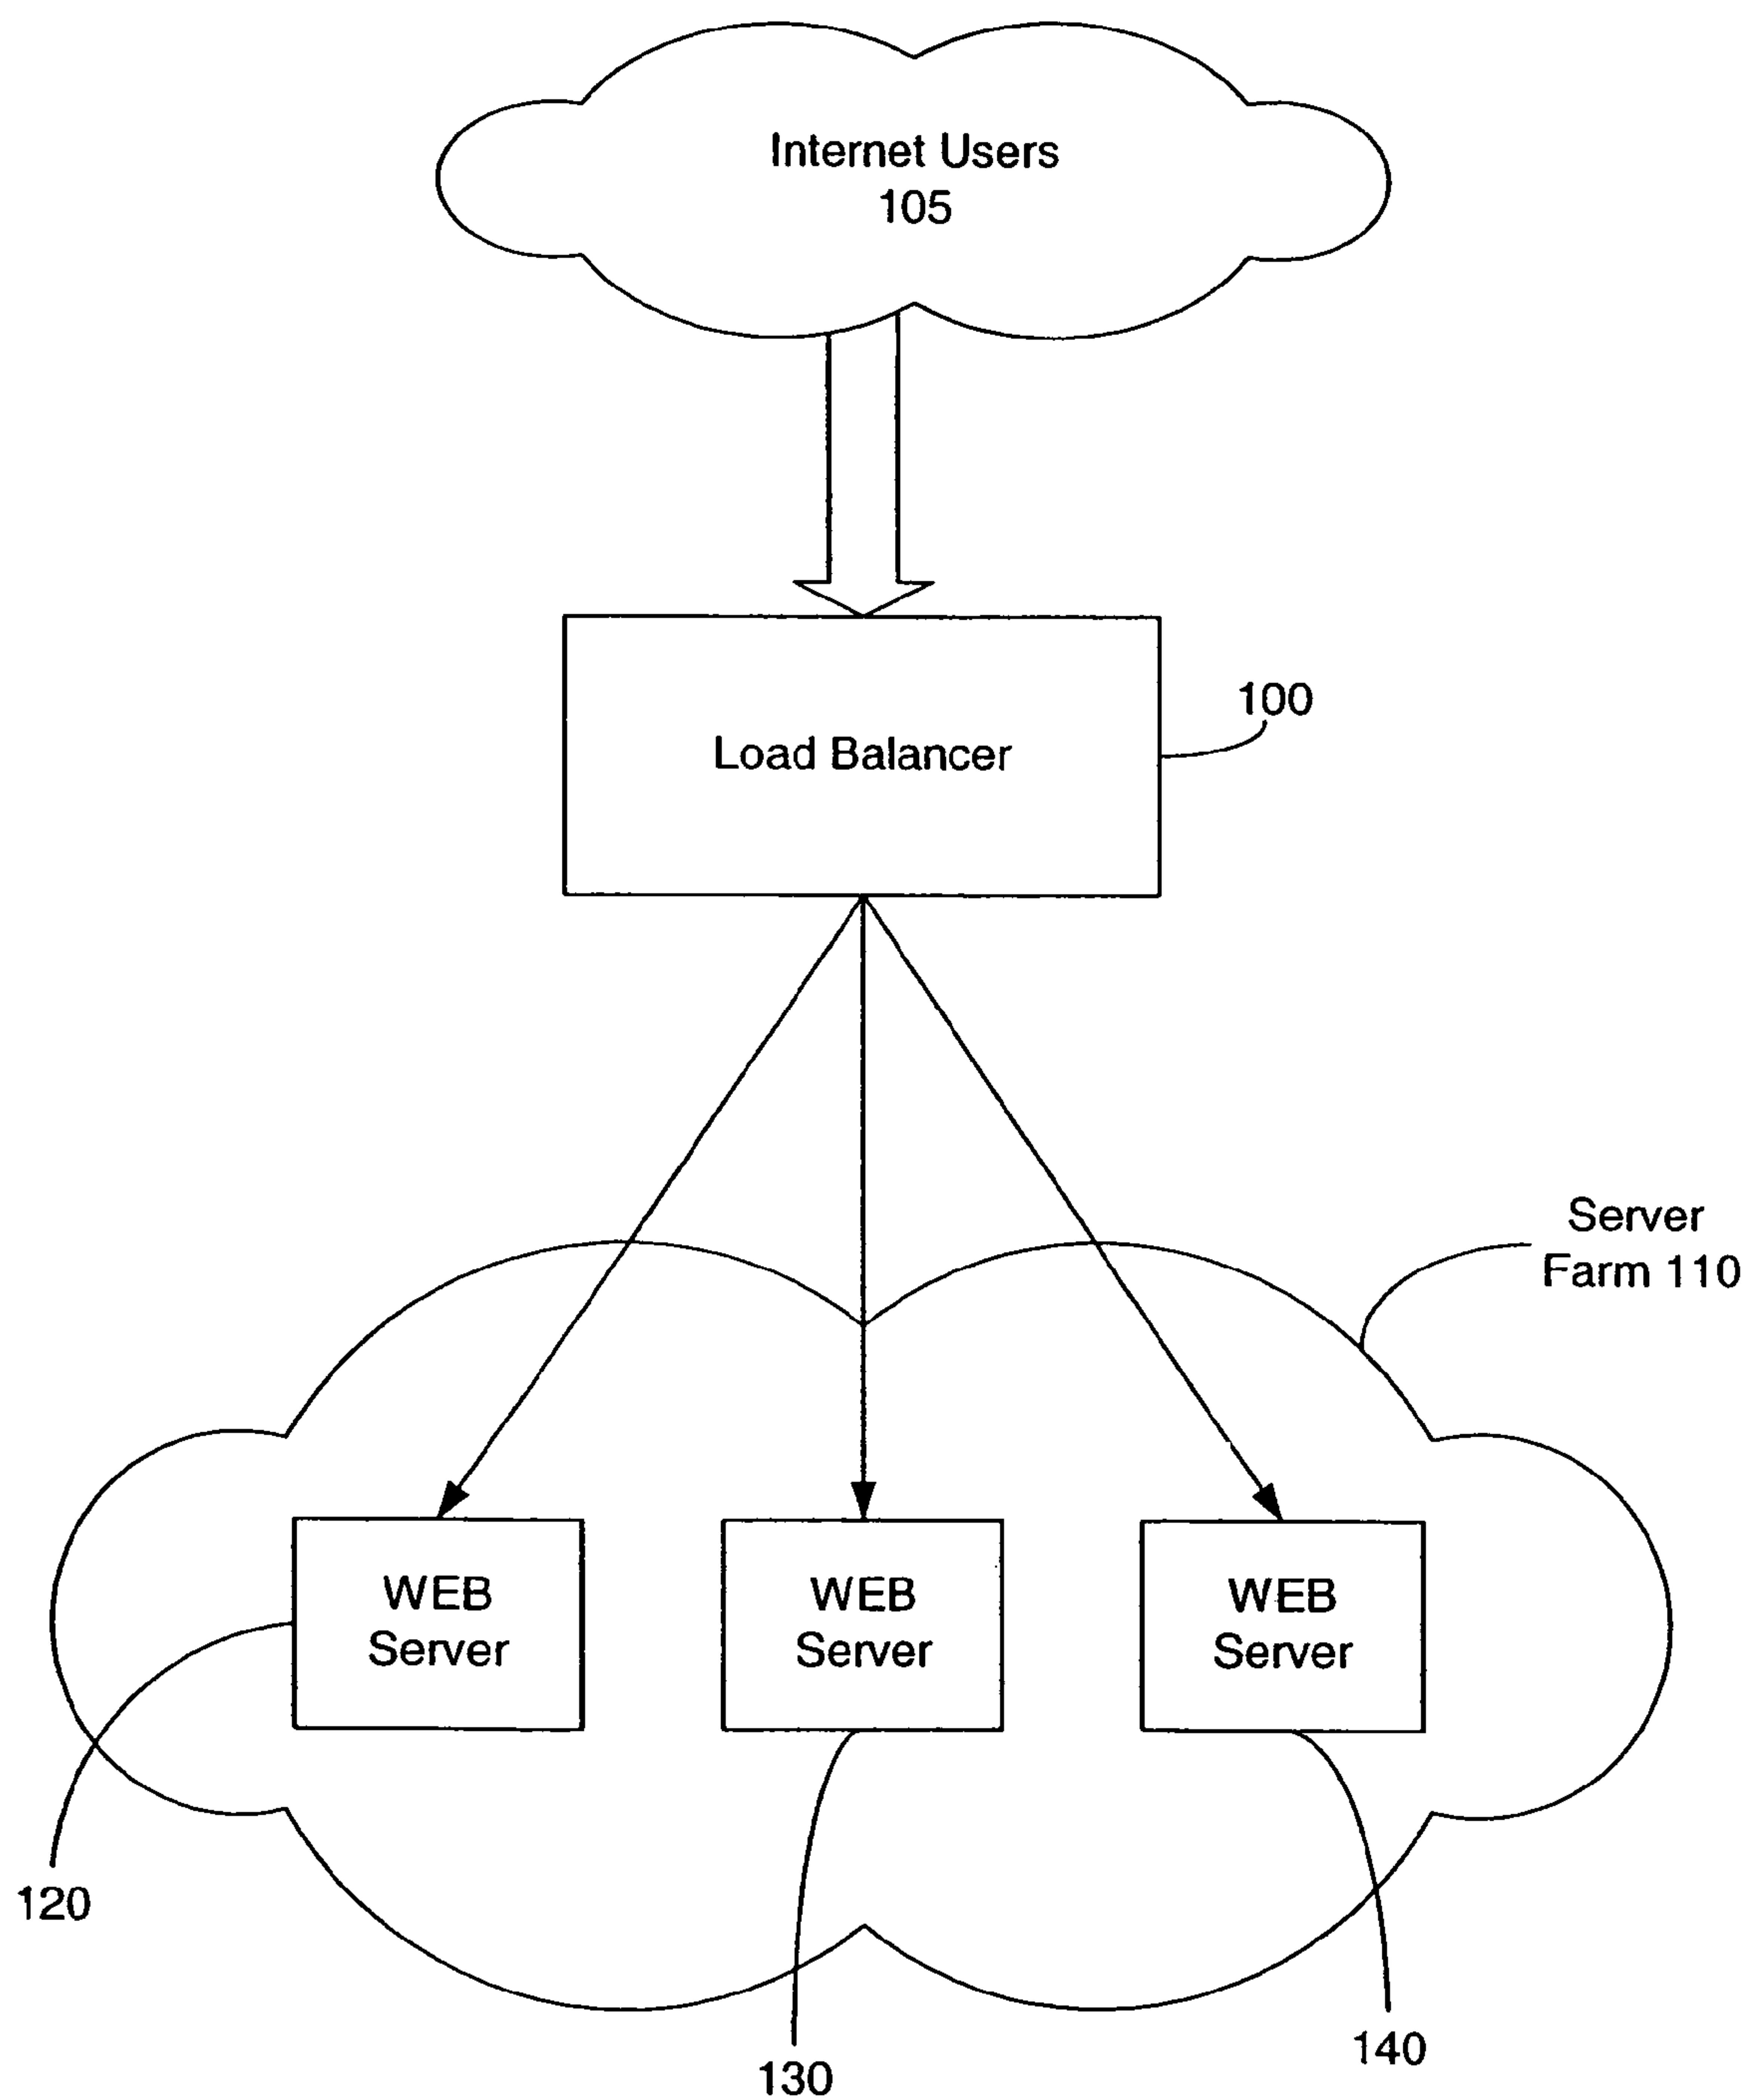 Internet Users
105
100
Load Balancer
Server
Farm 110
WEB
Server
WEB
Server
WEB
Server
120
130
140